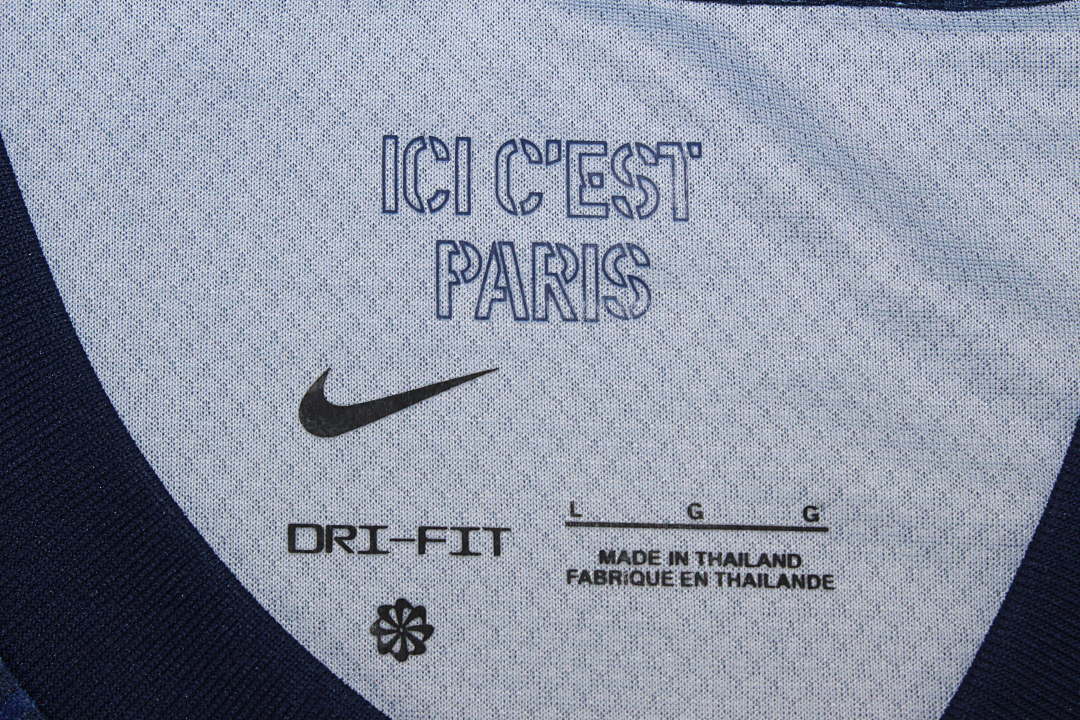 ICI C'EST
PARIS
DRI-FIT
L G G
MADE IN THAILAND
FABRIQUE EN THAILANDE